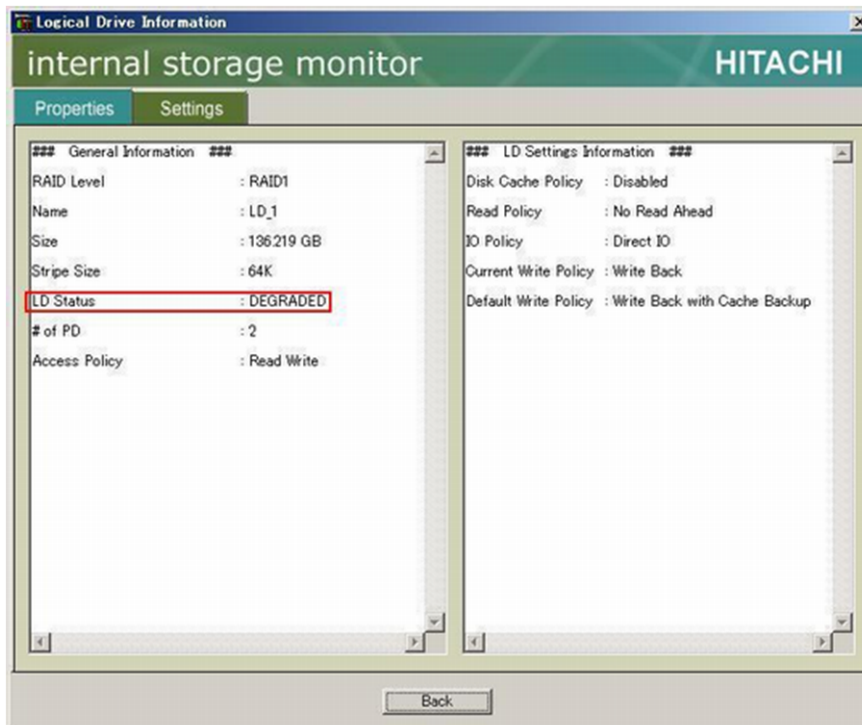 Logical Drive Information
internal storage monitor
HITACHI
Properties
Settings
### General Information ###
RAID Level : RAID1
Name : LD_1
Size : 136.219 GB
Stripe Size : 64K
LD Status : DEGRADED
# of PD : 2
Access Policy : Read Write
### LD Settings Information ###
Disk Cache Policy : Disabled
Read Policy : No Read Ahead
IO Policy : Direct IO
Current Write Policy : Write Back
Default Write Policy : Write Back with Cache Backup
Back